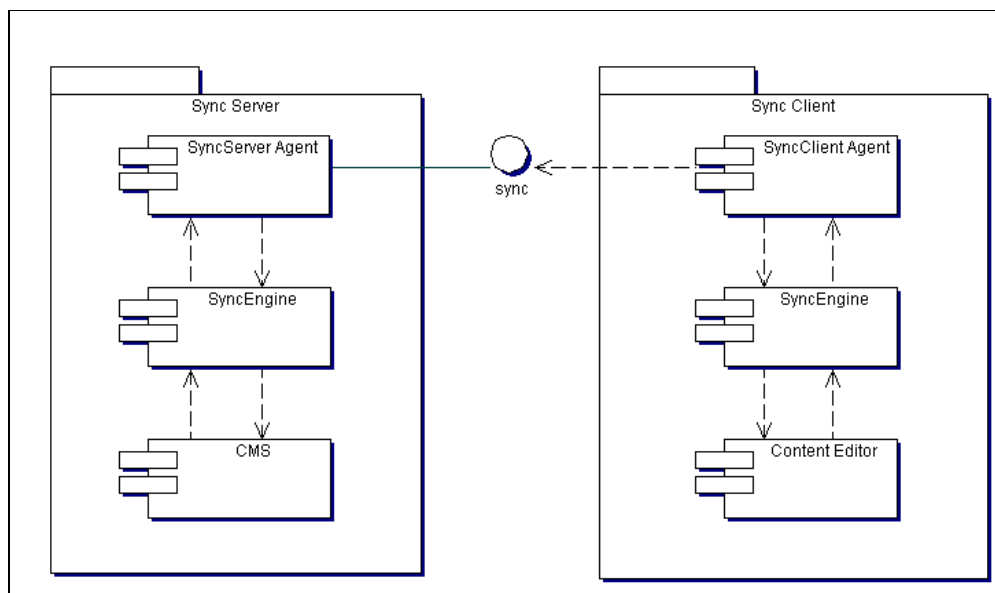 Sync Server
Sync Client
SyncServer Agent
SyncClient Agent
sync
SyncEngine
SyncEngine
CMS
Content Editor